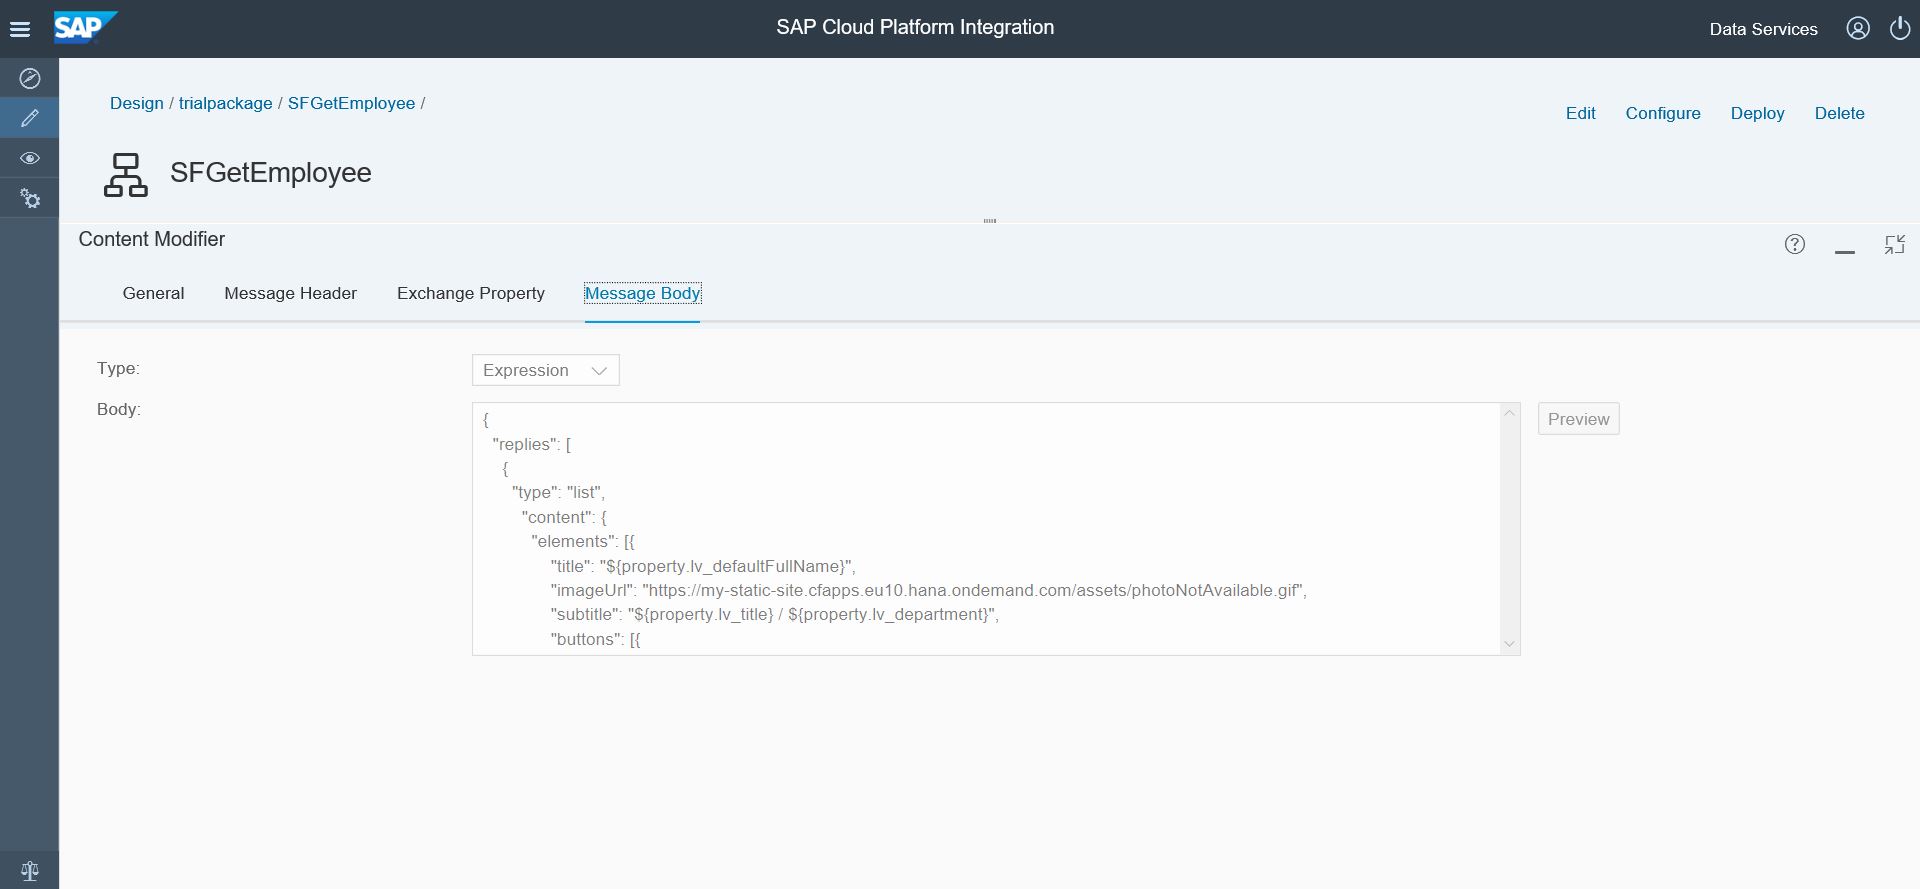 SAP
SAP Cloud Platform Integration
Data Services
Design / trialpackage / SFGetEmployee /
Edit
Configure
Deploy
Delete
SFGetEmployee
Content Modifier
General
Message Header
Exchange Property
Message Body
Type:
Expression
Body:
{
"replies": [
{
"type": "list",
"content": {
"elements": [{
"title": "${property.lv_defaultFullName}",
"imageUrl": "https://my-static-site.cfapps.eu10.hana.ondemand.com/assets/photoNotAvailable.gif",
"subtitle": "${property.lv_title} / ${property.lv_department}",
"buttons": [{
Preview